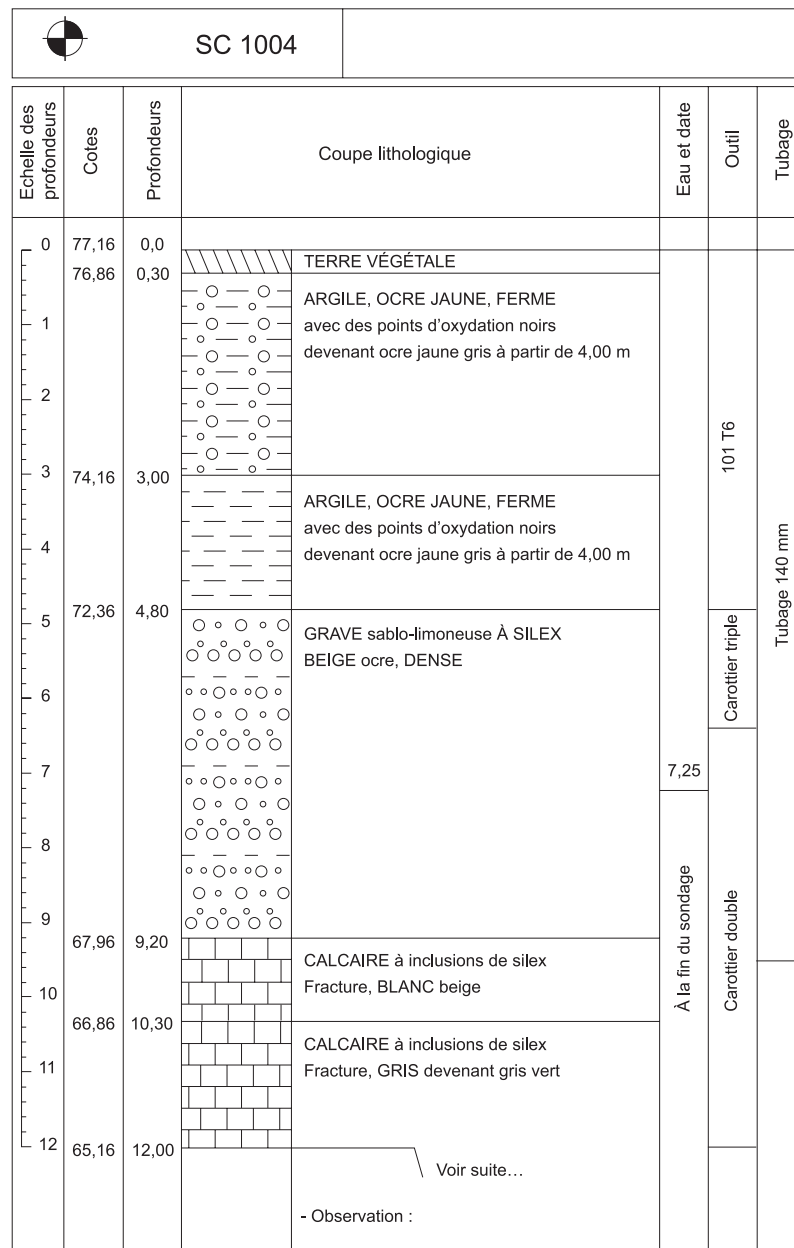 SC 1004
Echelle des
profondeurs
Cotes
Profondeurs
Coupe lithologique
Eau et date
Outil
Tubage
0 77,16 0,0
TERRE VÉGÉTALE
76,86 0,30
ARGILE, OCRE JAUNE, FERME
avec des points d’oxydation noirs
devenant ocre jaune gris à partir de 4,00 m
1
2
101 T6
3 74,16 3,00
ARGILE, OCRE JAUNE, FERME
avec des points d’oxydation noirs
devenant ocre jaune gris à partir de 4,00 m
4
Tubage 140 mm
72,36 4,80
5
GRAVE sablo-limoneuse À SILEX
BEIGE ocre, DENSE
Carottier triple
6
7
7,25
8
9
À la fin du sondage
Carottier double
67,96 9,20
CALCAIRE à inclusions de silex
Fracture, BLANC beige
10
66,86 10,30
CALCAIRE à inclusions de silex
Fracture, GRIS devenant gris vert
11
12 65,16 12,00
Voir suite…
- Observation :